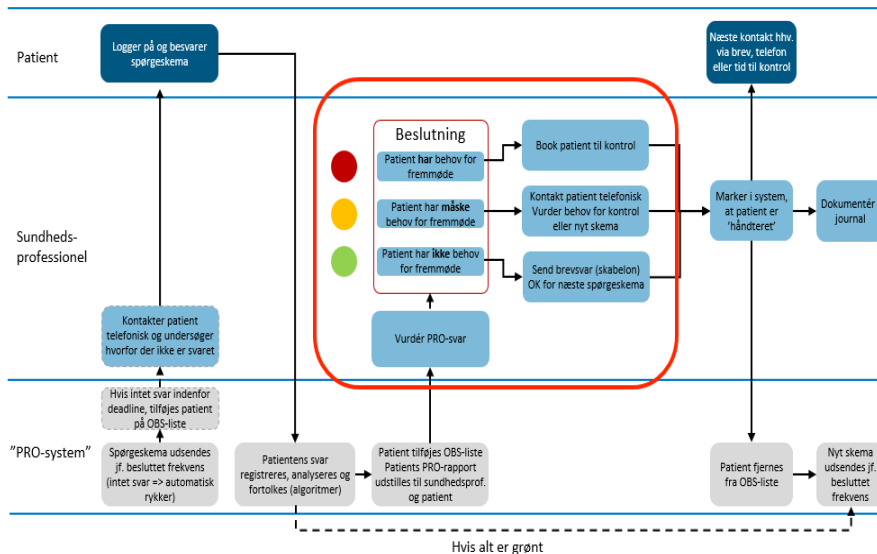 Patient
Logger på og besvarer
spørgeskema
Næste kontakt hhv.
via brev, telefon
eller tid til kontrol
Sundheds-
professionel
Beslutning
Patient har behov for
fremmøde
Patient har måske
behov for fremmøde
Patient har ikke behov
for fremmøde
Book patient til kontrol
Kontakt patient telefonisk
Vurder behov for kontrol
eller nyt skema
Send brevsvar (skabelon)
OK for næste spørgeskema
Marker i system,
at patient er
'håndteret'
Dokumentér
journal
Kontakter patient
telefonisk og undersøger
hvorfor der ikke er svaret
Vurdér PRO-svar
"PRO-system"
Hvis intet svar indenfor
deadline, tilføjes patient
på OBS-liste
Spørgeskema udsendes
jf. besluttet frekvens
(intet svar => automatisk
rykker)
Patientens svar
registreres, analyseres og
fortolkes (algoritmer)
Patient tilføjes OBS-liste
Patients PRO-rapport
udstilles til sundhedsprof.
og patient
Patient fjernes
fra OBS-liste
Nyt skema
udsendes jf.
besluttet
frekvens
Hvis alt er grønt